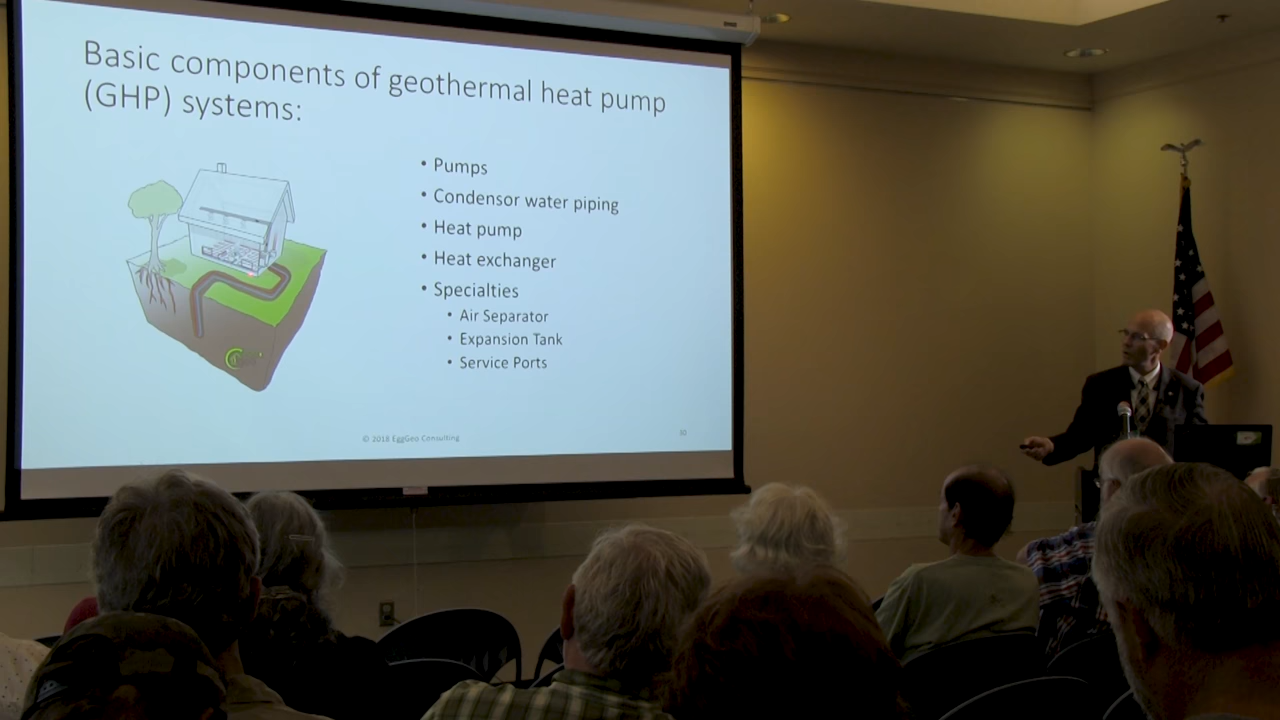 Basic components of geothermal heat pump
(GHP) systems:
• Pumps
• Condensor water piping
• Heat pump
• Heat exchanger
• Specialties
• Air Separator
• Expansion Tank
• Service Ports
© 2018 EggGeo Consulting